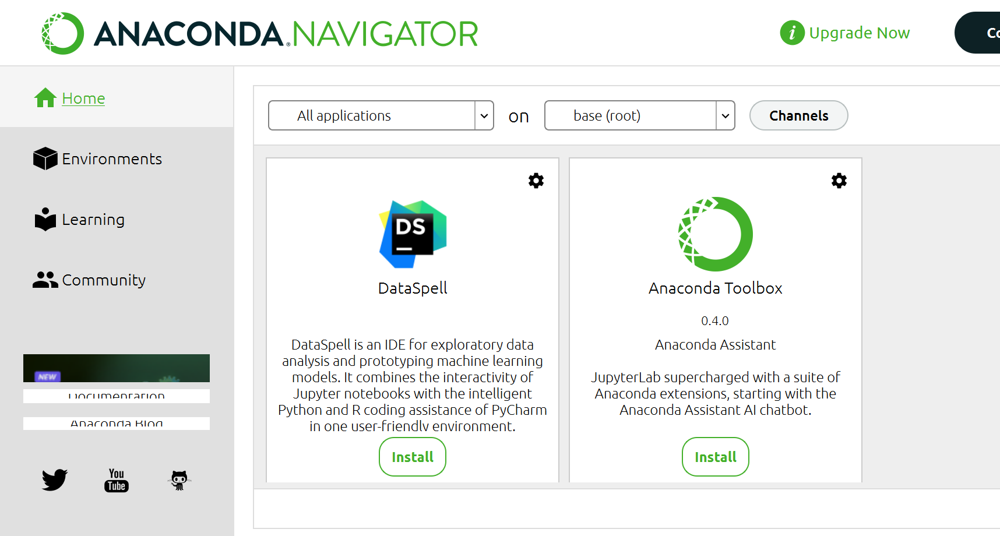 ANACONDA.NAVIGATOR
Upgrade Now
Home
All applications
on
base (root)
Channels
Environments
Learning
Community
NEW
Documentation
Anaconda Blog
You
Tube
DS
DataSpell
DataSpell is an IDE for exploratory data
analysis and prototyping machine learning
models. It combines the interactivity of
Jupyter notebooks with the intelligent
Python and R coding assistance of PyCharm
in one user-friendly environment.
Install
Anaconda Toolbox
0.4.0
Anaconda Assistant
JupyterLab supercharged with a suite of
Anaconda extensions, starting with the
Anaconda Assistant AI chatbot.
Install